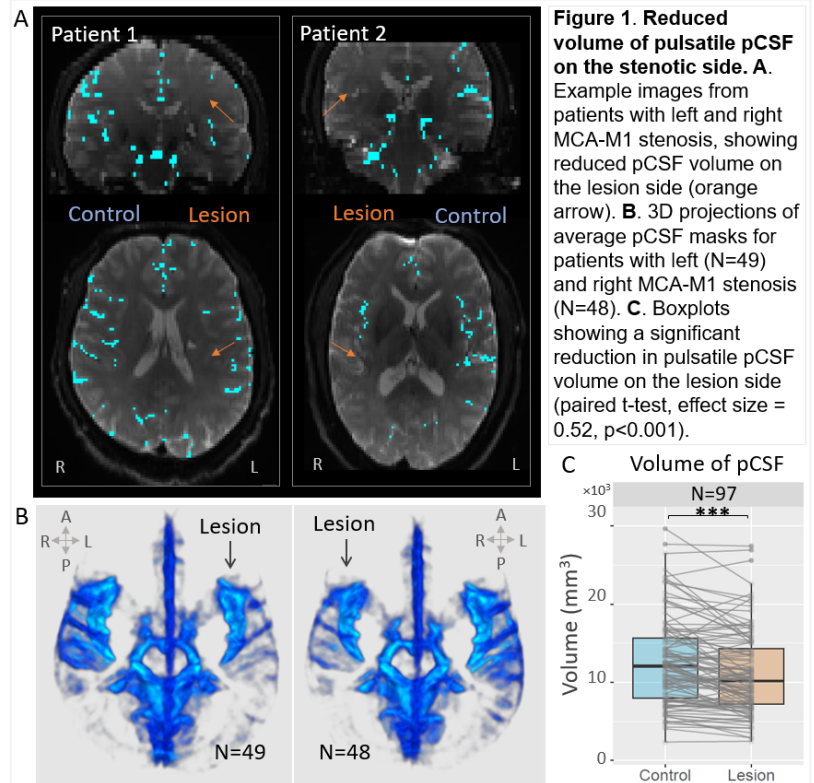 A
Patient 1
Patient 2
Control
Lesion
Lesion
Control
R
L
R
L
Figure 1. Reduced
volume of pulsatile pCSF
on the stenotic side. A.
Example images from
patients with left and right
MCA-M1 stenosis, showing
reduced pCSF volume on
the lesion side (orange
arrow). B. 3D projections of
average pCSF masks for
patients with left (N=49)
and right MCA-M1 stenosis
(N=48). C. Boxplots
showing a significant
reduction in pulsatile pCSF
volume on the lesion side
(paired t-test, effect size =
0.52, p<0.001).
B
A
R L
P
Lesion
N=49
Lesion
A
R L
P
N=48
C
Volume of pCSF
×10³
N=97
***
30
20
10
0
Volume (mm³)
Control
Lesion